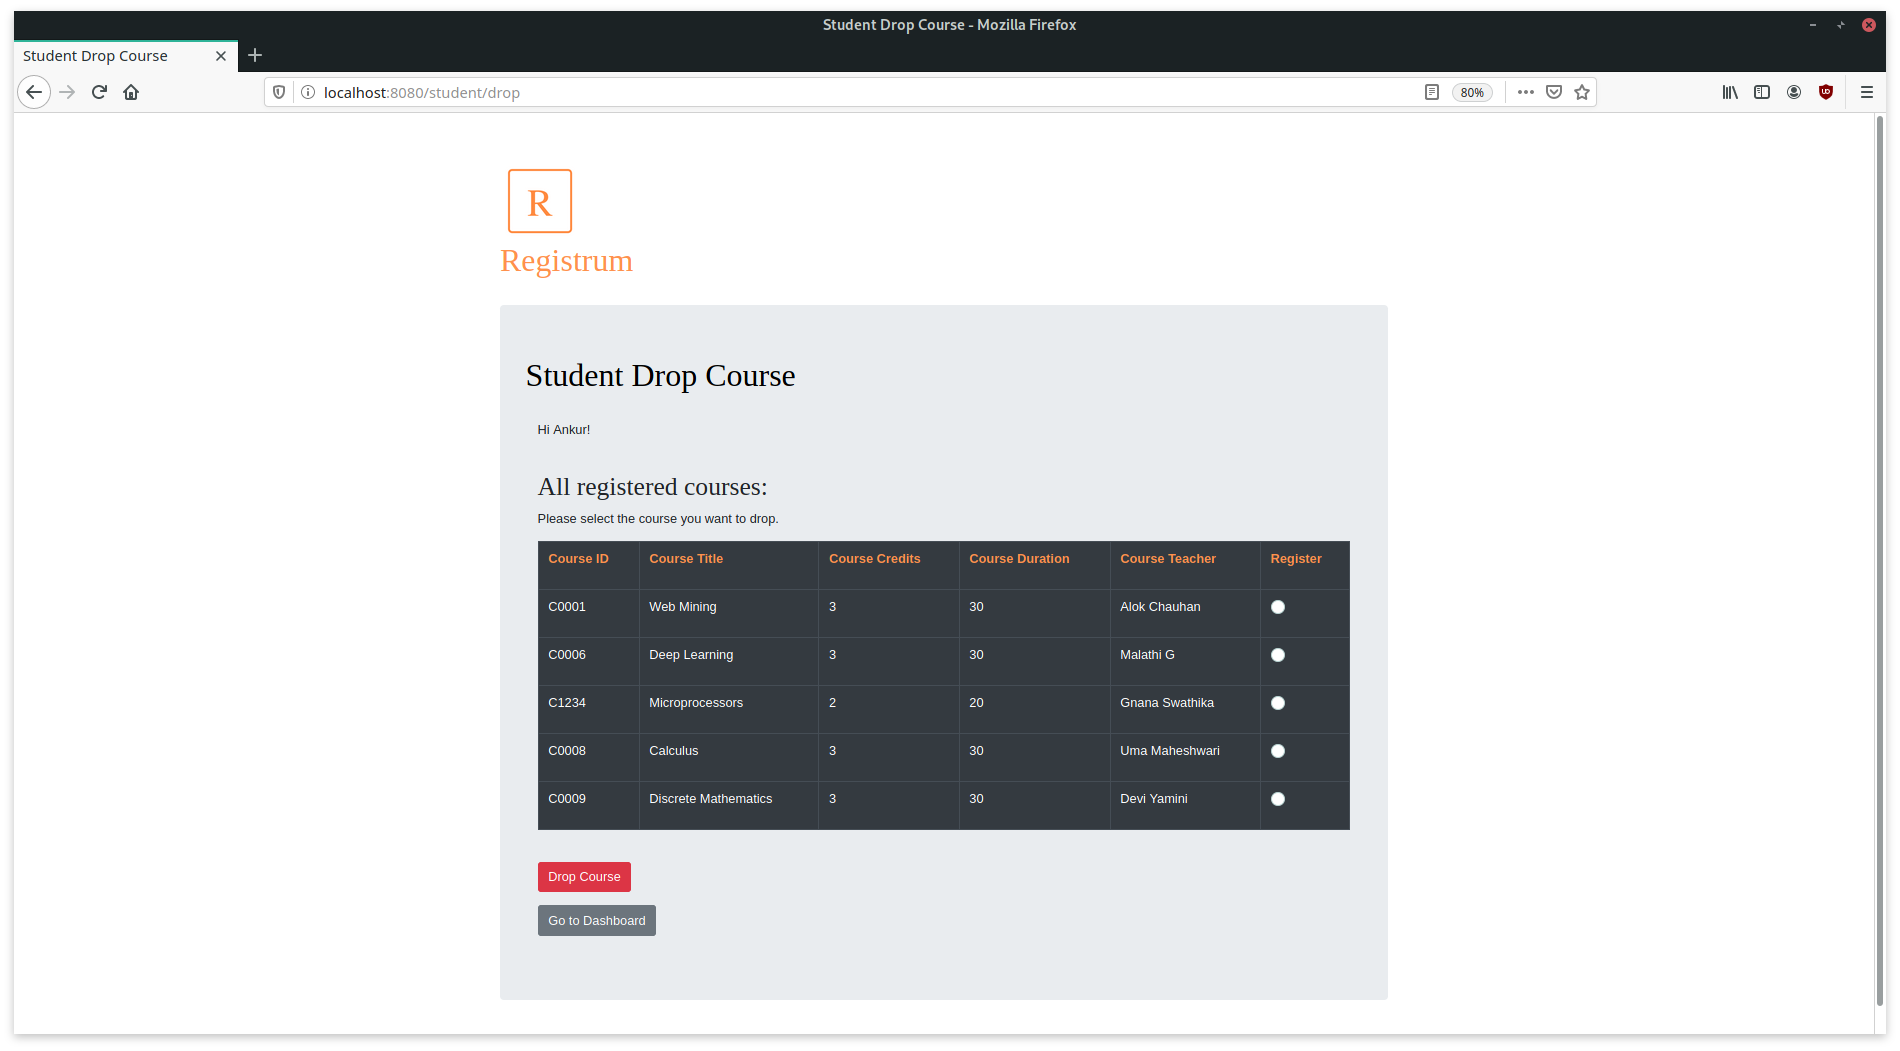 Student Drop Course - Mozilla Firefox
Student Drop Course
localhost:8080/student/drop
80%
R
Registrum
Student Drop Course
Hi Ankur!
All registered courses:
Please select the course you want to drop.
Course ID Course Title Course Credits Course Duration Course Teacher Register
C0001 Web Mining 3 30 Alok Chauhan
C0006 Deep Learning 3 30 Malathi G
C1234 Microprocessors 2 20 Gnana Swathika
C0008 Calculus 3 30 Uma Maheshwari
C0009 Discrete Mathematics 3 30 Devi Yamini
Drop Course
Go to Dashboard